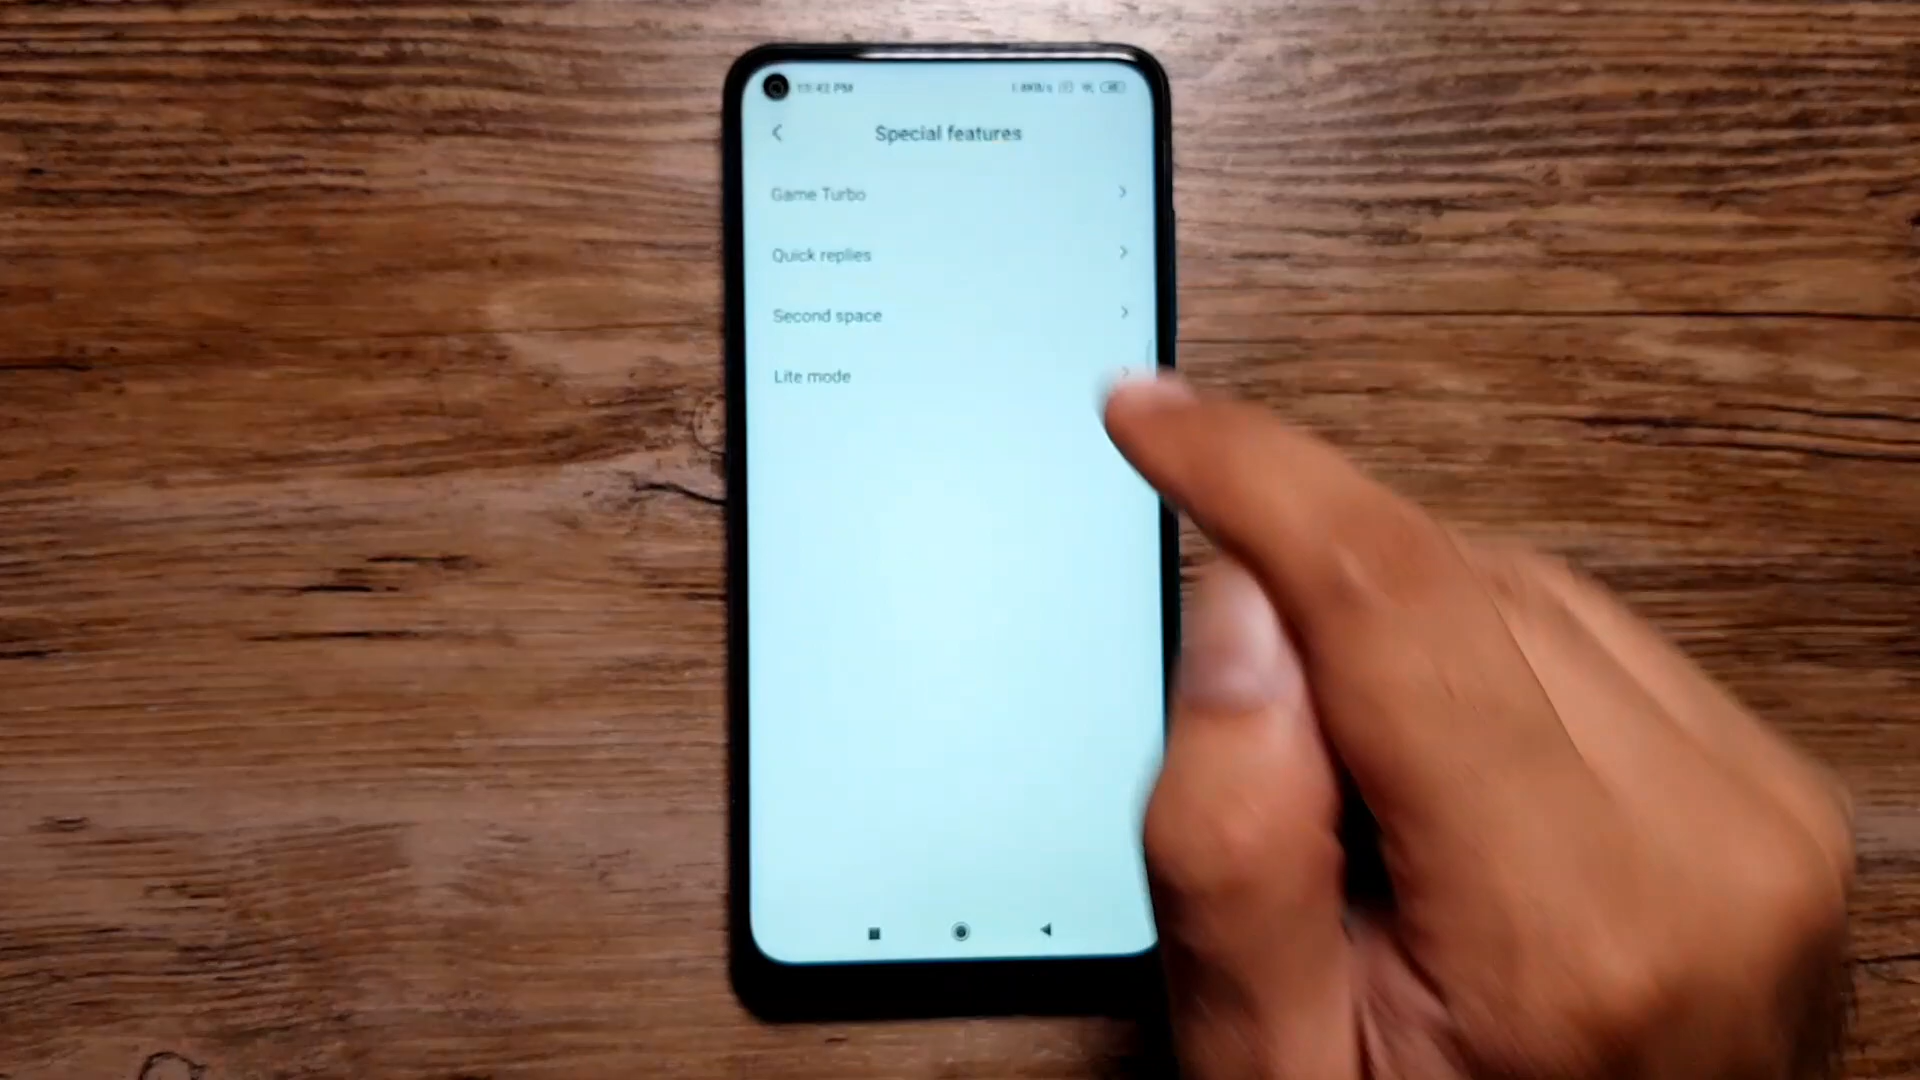 Special features
Game Turbo
Quick replies
Second space
Lite mode